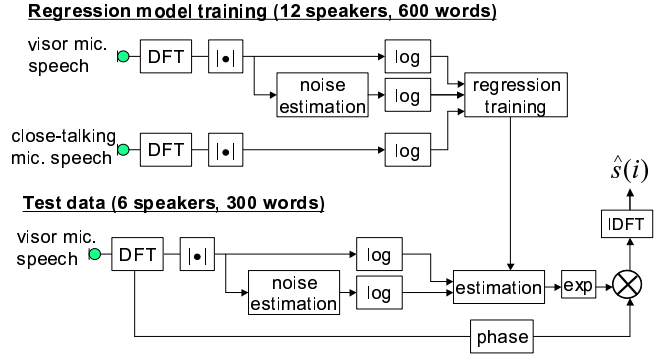 Regression model training (12 speakers, 600 words)
visor mic.
speech
DFT
|•|
log
noise
estimation
log
regression
training
close-talking
mic. speech
DFT
|•|
log
ŝ(i)
Test data (6 speakers, 300 words)
IDFT
visor mic.
speech
DFT
|•|
log
noise
estimation
log
estimation
exp
phase